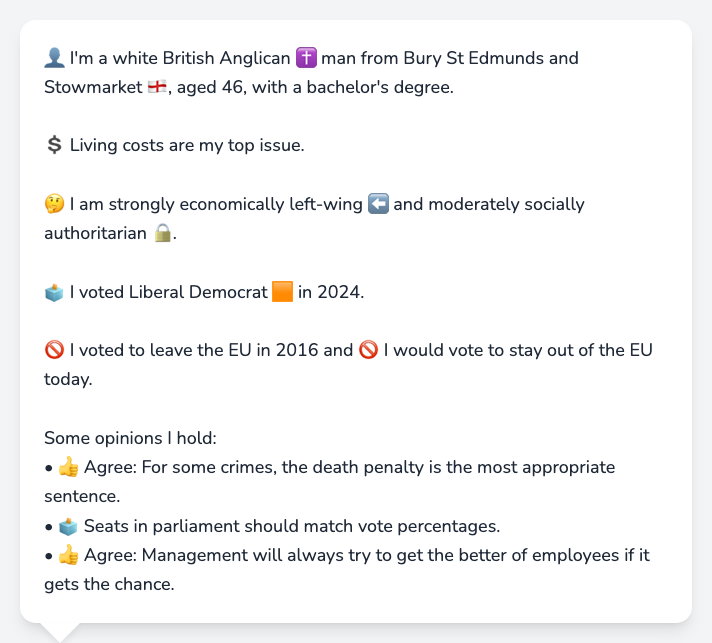 👤 I'm a white British Anglican ✝️ man from Bury St Edmunds and
Stowmarket 🏴󠁧󠁢󠁥󠁮󠁧󠁿, aged 46, with a bachelor's degree.
💲 Living costs are my top issue.
🤔 I am strongly economically left-wing ⬅️ and moderately socially
authoritarian 🔒.
🗳️ I voted Liberal Democrat 🟧 in 2024.
🚫 I voted to leave the EU in 2016 and 🚫 I would vote to stay out of the EU
today.
Some opinions I hold:
• 👍 Agree: For some crimes, the death penalty is the most appropriate
sentence.
• 🗳️ Seats in parliament should match vote percentages.
• 👍 Agree: Management will always try to get the better of employees if it
gets the chance.